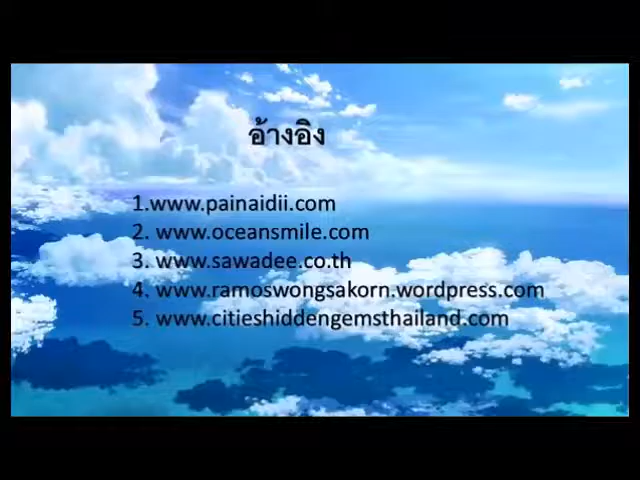 อ้างอิง
1.www.painaidii.com
2. www.oceansmile.com
3. www.sawadee.co.th
4. www.ramoswongsakorn.wordpress.com
5. www.citieshiddengemsthailand.com